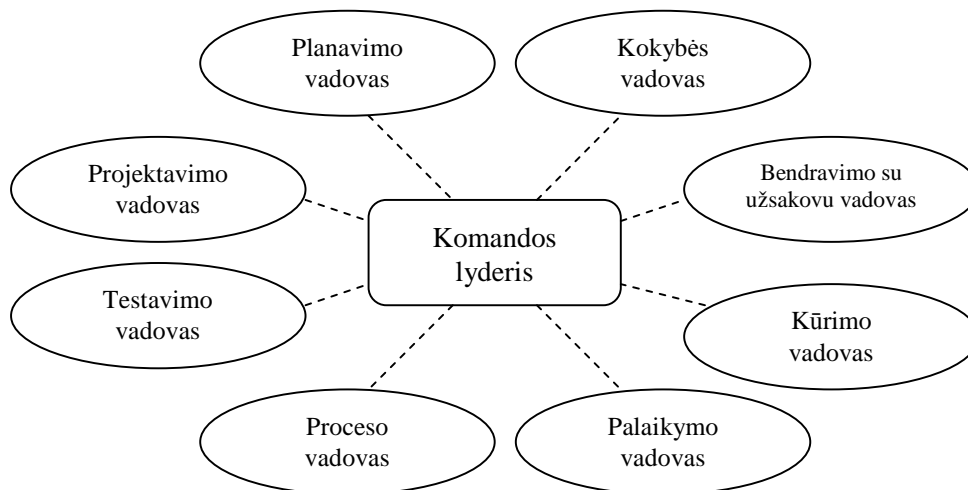 Planavimo
vadovas
Kokybės
vadovas
Projektavimo
vadovas
Bendravimo su
užsakovu vadovas
Komandos
lyderis
Testavimo
vadovas
Kūrimo
vadovas
Proceso
vadovas
Palaikymo
vadovas